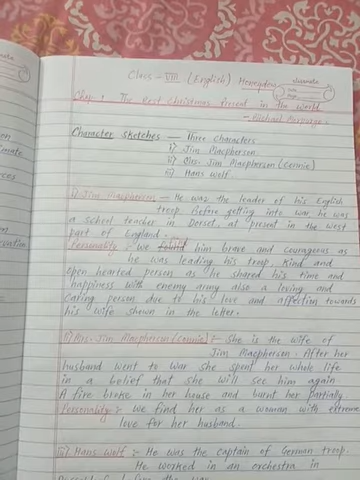 Class - VIII (English) Honeydew
Chap. 1 The Best Christmas Present in the World
- Michael Morpurgo
Character Sketches — Three Characters
i) Jim Macpherson
ii) Mrs. Jim Macpherson (Connie)
iii) Hans Wolf.
i) Jim Macpherson — He was the leader of his English
troop. Before getting into war he was
a school teacher in Dorset, at present in the West
part of England.
Personality :- We him brave and courageous as
he was leading his troop. Kind and
open hearted person as he shared his time and
happiness with enemy army also a loving and
caring person due to his love and affection towards
his wife shown in the letter.
ii) Mrs. Jim Macpherson (Connie) :- She is the wife of
Jim Macpherson. After her
husband went to war she spent her whole life
in a belief that she will see him again.
A fire broke in her house and burnt her partially.
Personality :- We find her as a woman with extreme
love for her husband.
iii) Hans Wolf :- He was the captain of German troop.
He worked in an orchestra in